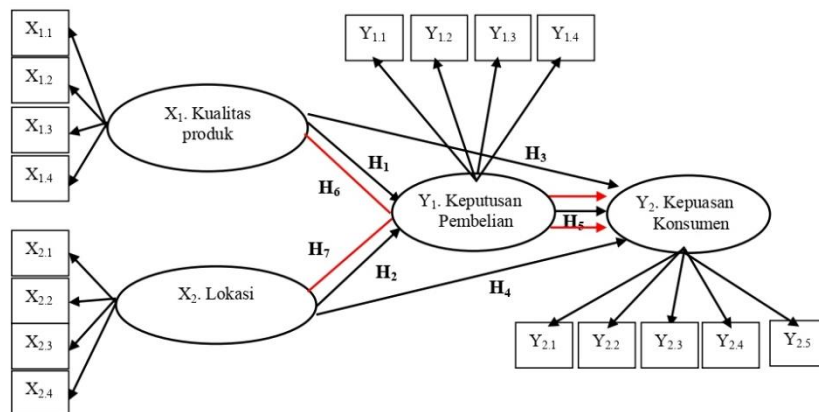 X1.1
X1.2
X1.3
X1.4
X1. Kualitas
produk
Y1.1
Y1.2
Y1.3
Y1.4
H1
H3
H6
Y1. Keputusan
Pembelian
H5
Y2. Kepuasan
Konsumen
H7
H2
H4
X2.1
X2.2
X2.3
X2.4
X2. Lokasi
Y2.1
Y2.2
Y2.3
Y2.4
Y2.5